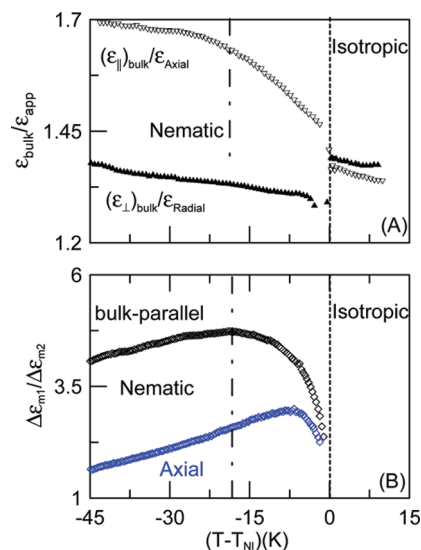 1.7
(ε∥)bulk/εAxial
Isotropic
εbulk/εapp
1.45
Nematic
(ε⊥)bulk/εRadial
1.2
(A)
6
bulk-parallel
Isotropic
Δεm1/Δεm2
3.5
Nematic
Axial
1
(B)
-45 -30 -15 0 15
(T-TNI)(K)